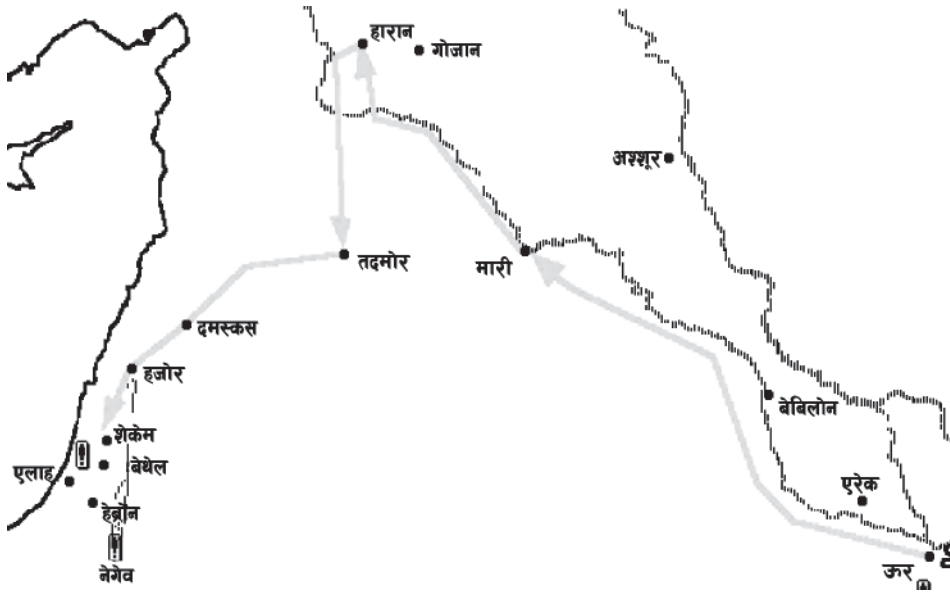 हारान
गोजान
अश्शूर
तदमोर
मारी
दमस्कस
हजोर
बेबिलोन
शेकेम
बेथेल
एलाह
एरेक
हेब्रोन
ऊर
नेगेव